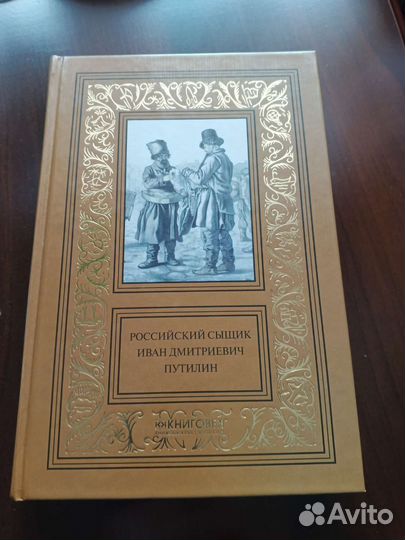 РОССИЙСКИЙ СЫЩИК
ИВАН ДМИТРИЕВИЧ
ПУТИЛИН
КНИГОВЕК
Avito